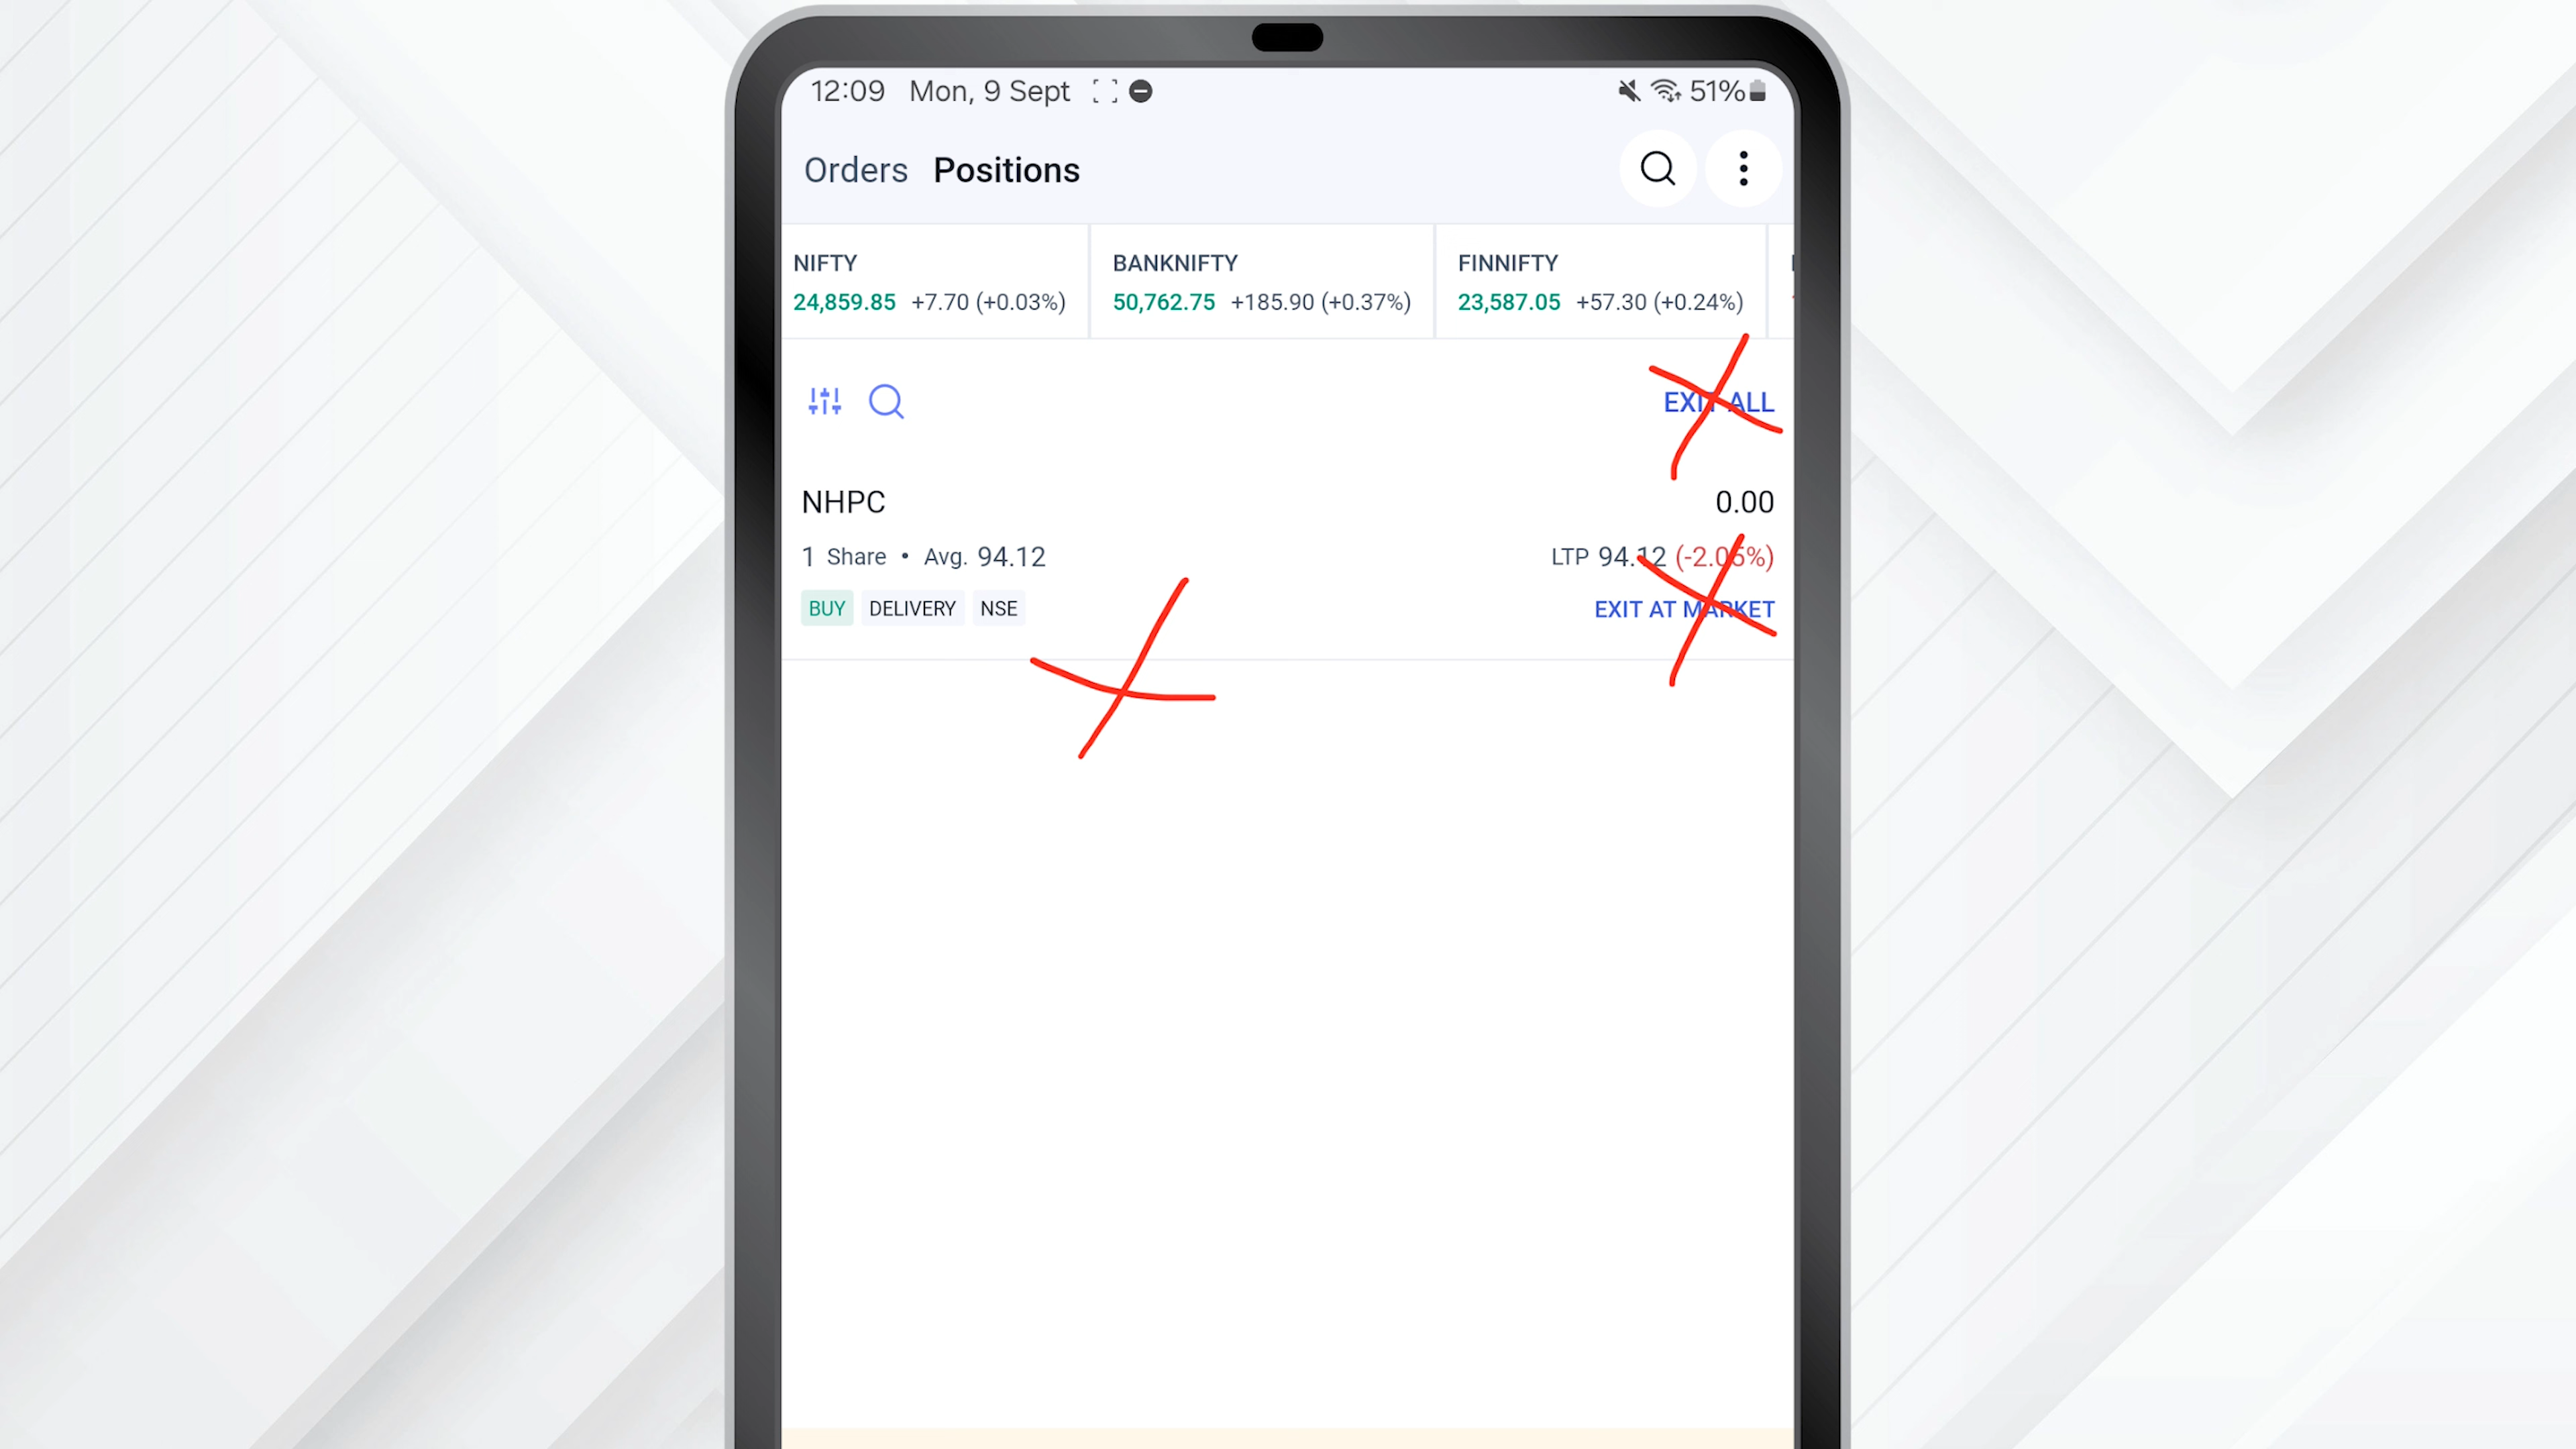 12:09 Mon, 9 Sept 51%
Orders Positions
NIFTY BANKNIFTY FINNIFTY
24,859.85 +7.70 (+0.03%) 50,762.75 +185.90 (+0.37%) 23,587.05 +57.30 (+0.24%)
EXIT ALL
NHPC 0.00
1 Share • Avg. 94.12 LTP 94.12 (-2.05%)
BUY DELIVERY NSE EXIT AT MARKET